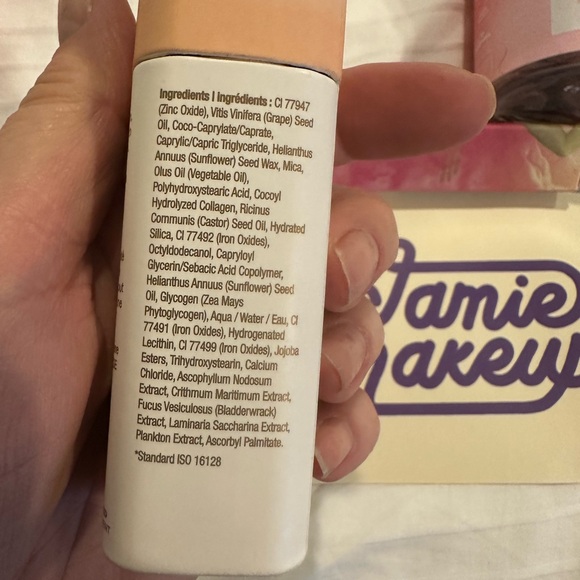 Ingredients | Ingrédients : CI 77947
(Zinc Oxide), Vitis Vinifera (Grape) Seed
Oil, Coco-Caprylate/Caprate,
Caprylic/Capric Triglyceride, Helianthus
Annuus (Sunflower) Seed Wax, Mica,
Olus Oil (Vegetable Oil),
Polyhydroxystearic Acid, Cocoyl
Hydrolyzed Collagen, Ricinus
Communis (Castor) Seed Oil, Hydrated
Silica, CI 77492 (Iron Oxides),
Octyldodecanol, Capryloyl
Glycerin/Sebacic Acid Copolymer,
Helianthus Annuus (Sunflower) Seed
Oil, Glycogen (Zea Mays
Phytoglycogen), Aqua / Water / Eau, CI
77491 (Iron Oxides), Hydrogenated
Lecithin, CI 77499 (Iron Oxides), Jojoba
Esters, Trihydroxystearin, Calcium
Chloride, Ascophyllum Nodosum
Extract, Crithmum Maritimum Extract,
Fucus Vesiculosus (Bladderwrack)
Extract, Laminaria Saccharina Extract,
Plankton Extract, Ascorbyl Palmitate.
*Standard ISO 16128
Jamie
makeup